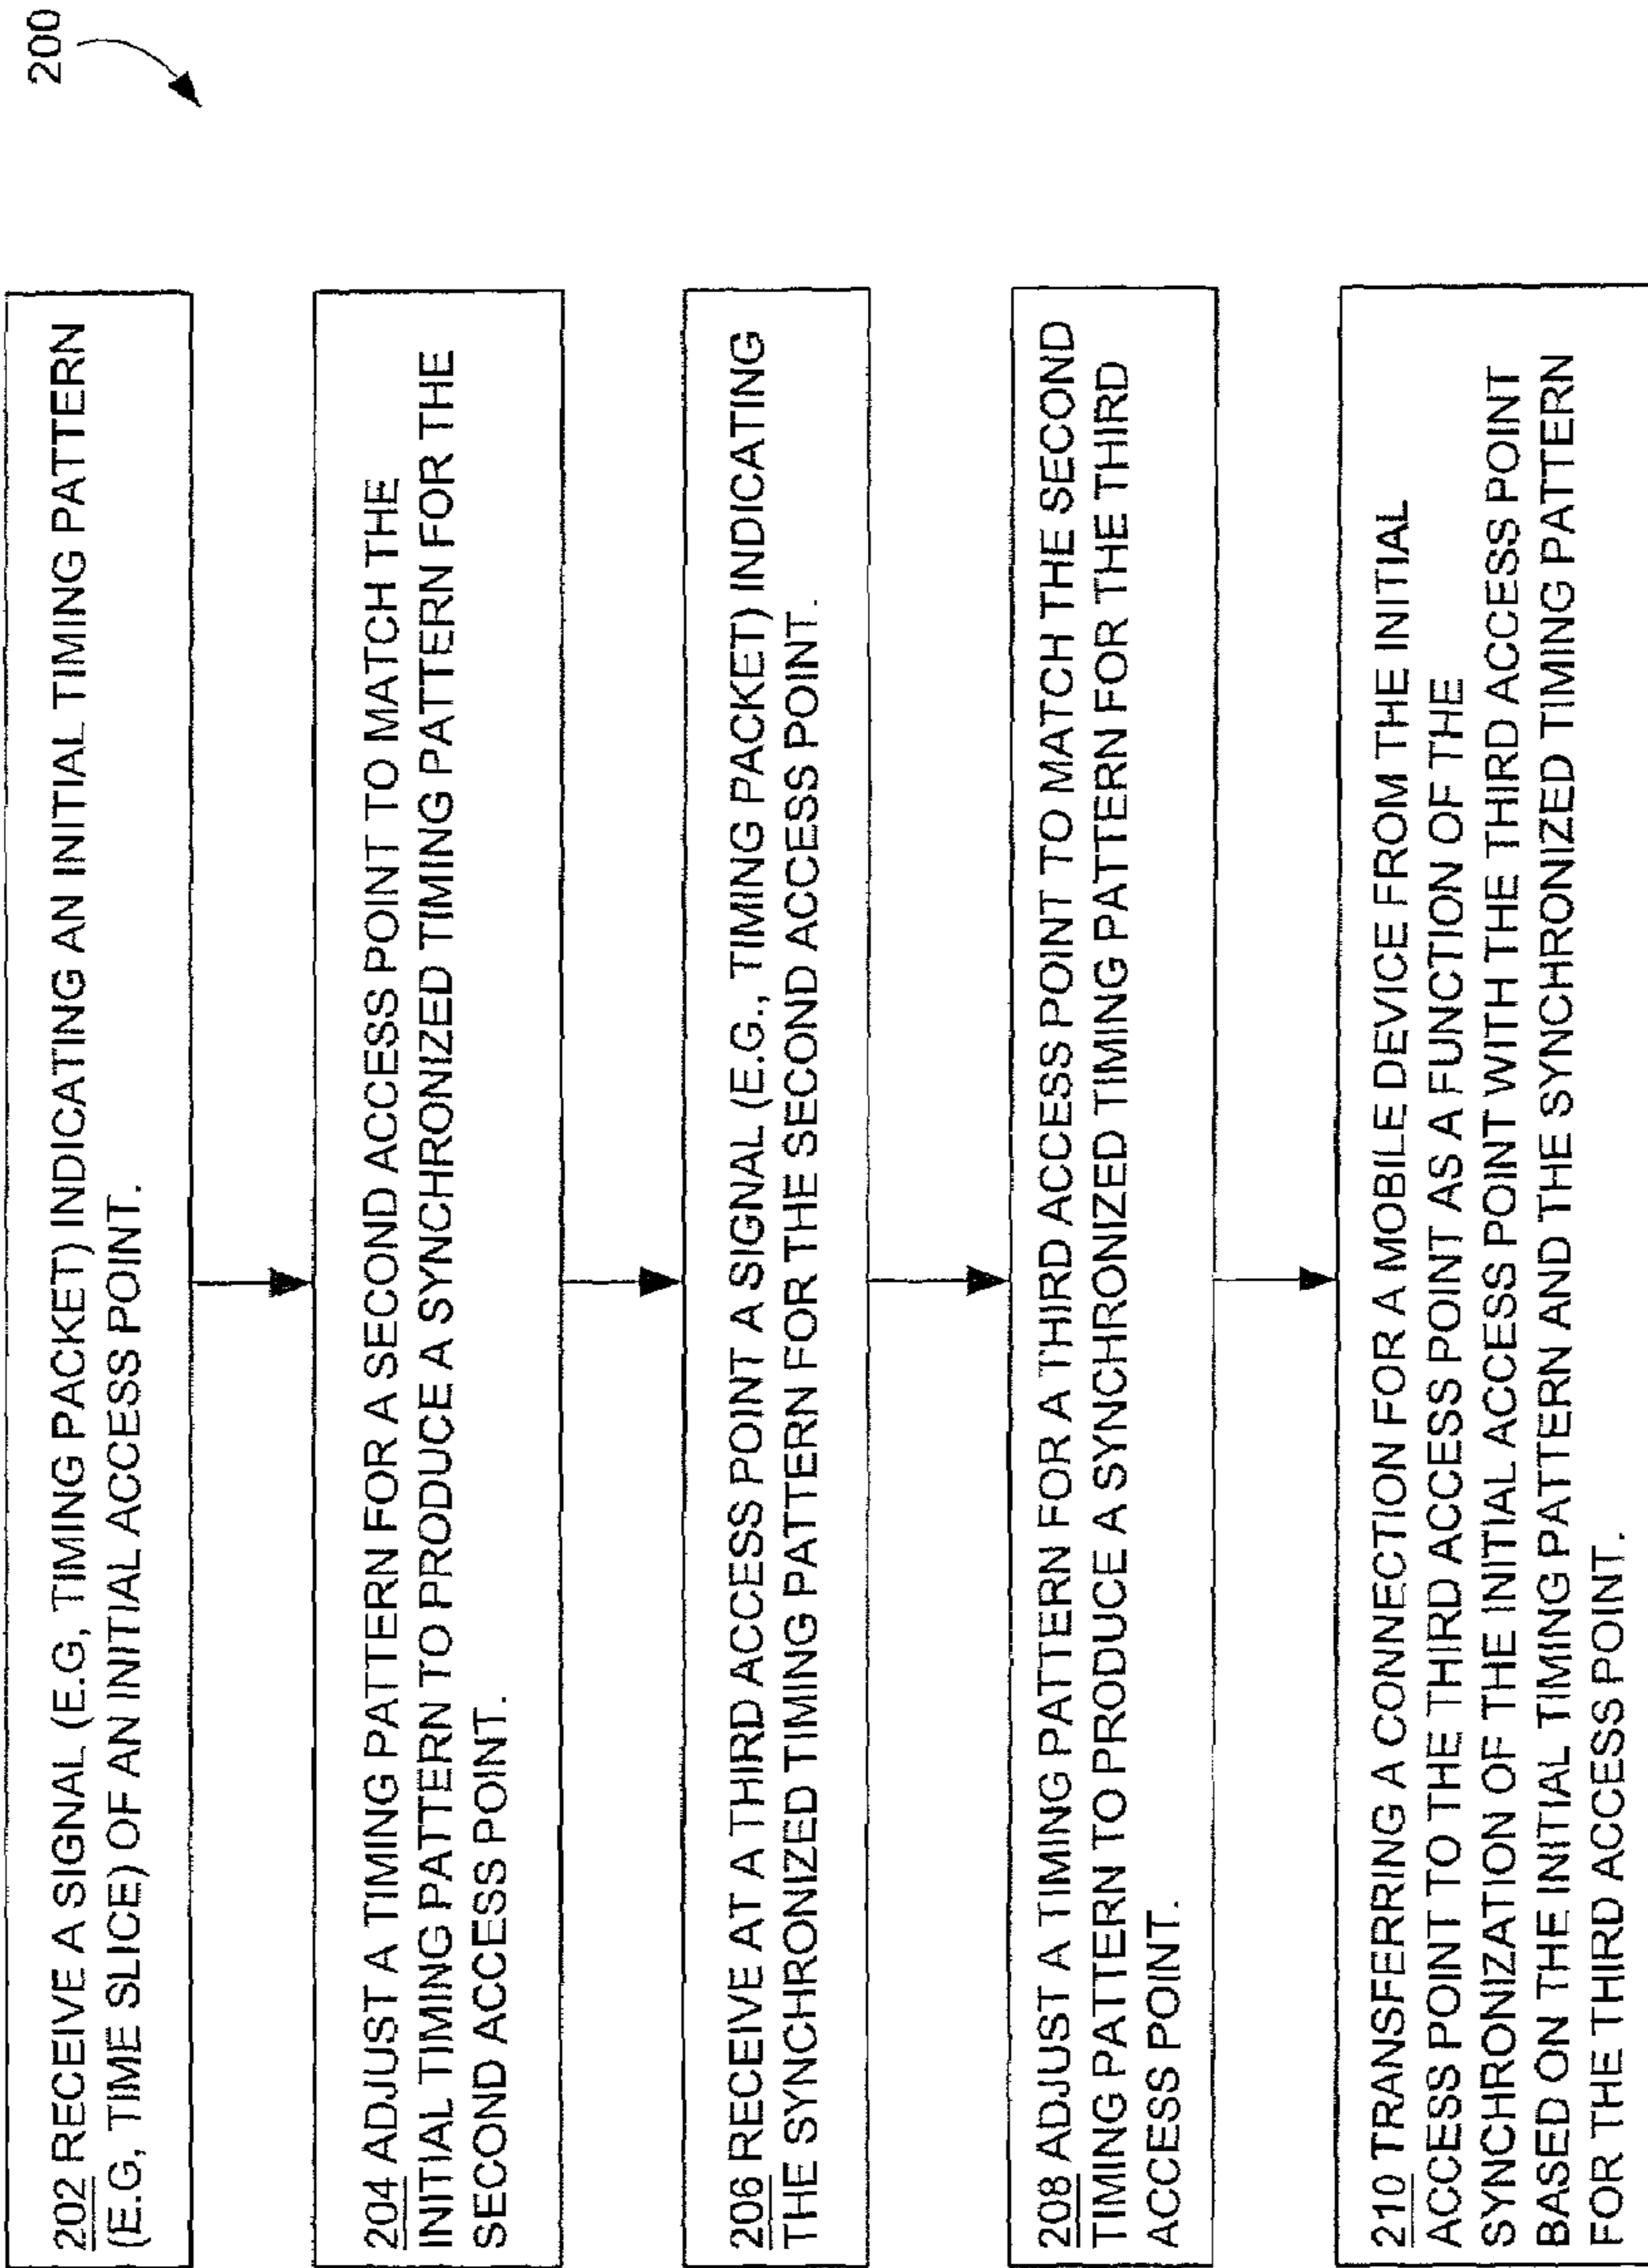 200
202 RECEIVE A SIGNAL (E.G, TIMING PACKET) INDICATING AN INITIAL TIMING PATTERN
(E.G, TIME SLICE) OF AN INITIAL ACCESS POINT.
204 ADJUST A TIMING PATTERN FOR A SECOND ACCESS POINT TO MATCH THE
INITIAL TIMING PATTERN TO PRODUCE A SYNCHRONIZED TIMING PATTERN FOR THE
SECOND ACCESS POINT.
206 RECEIVE AT A THIRD ACCESS POINT A SIGNAL (E.G., TIMING PACKET) INDICATING
THE SYNCHRONIZED TIMING PATTERN FOR THE SECOND ACCESS POINT.
208 ADJUST A TIMING PATTERN FOR A THIRD ACCESS POINT TO MATCH THE SECOND
TIMING PATTERN TO PRODUCE A SYNCHRONIZED TIMING PATTERN FOR THE THIRD
ACCESS POINT.
210 TRANSFERRING A CONNECTION FOR A MOBILE DEVICE FROM THE INITIAL
ACCESS POINT TO THE THIRD ACCESS POINT AS A FUNCTION OF THE
SYNCHRONIZATION OF THE INITIAL ACCESS POINT WITH THE THIRD ACCESS POINT
BASED ON THE INITIAL TIMING PATTERN AND THE SYNCHRONIZED TIMING PATTERN
FOR THE THIRD ACCESS POINT.